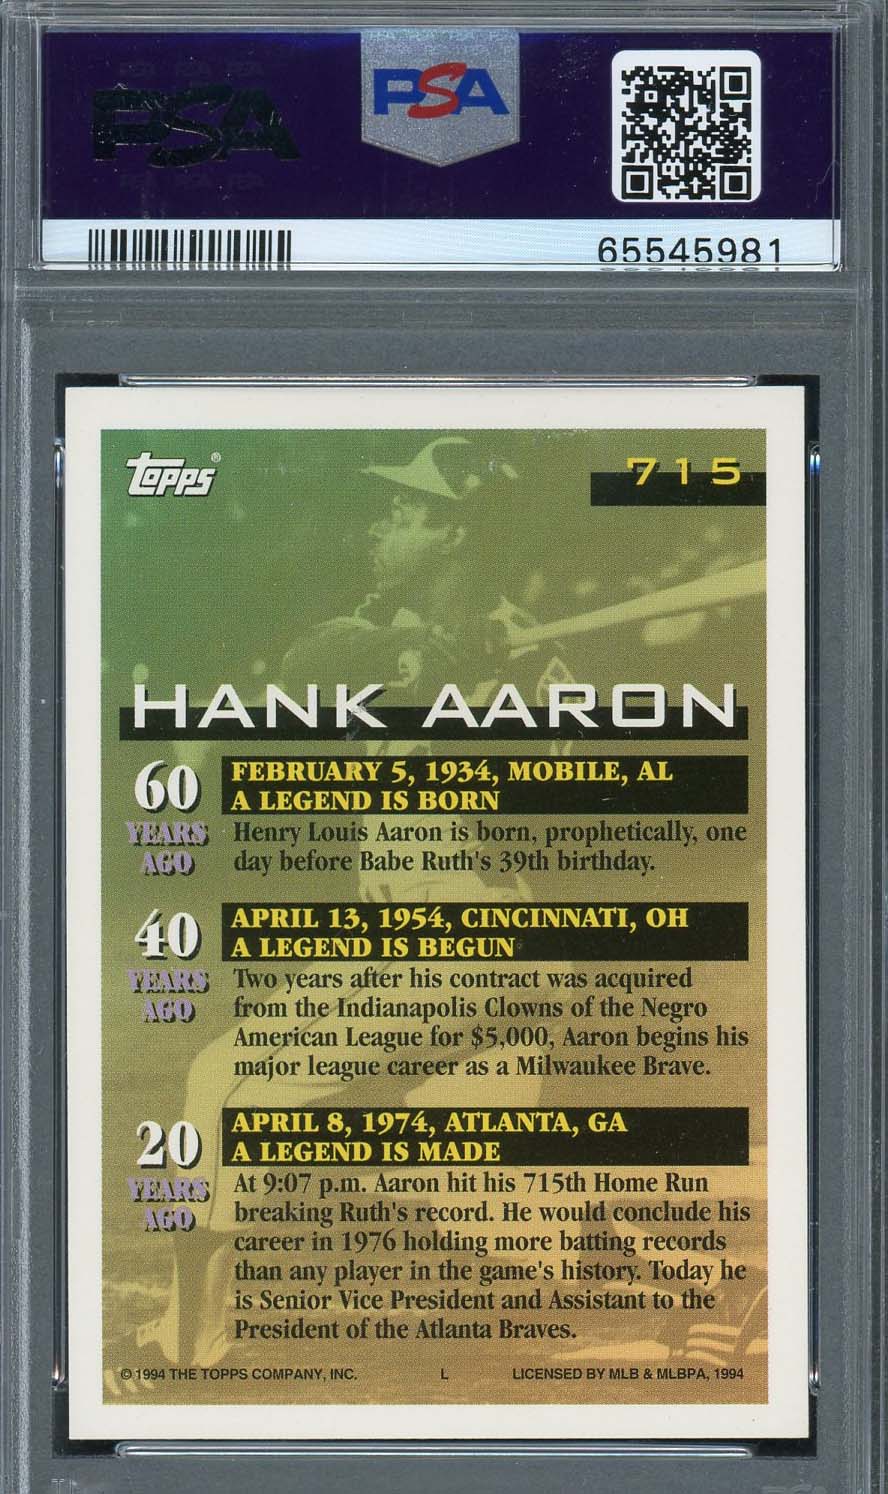 PSA
PSA
65545981
topps®
715
HANK AARON
60
YEARS
AGO
FEBRUARY 5, 1934, MOBILE, AL
A LEGEND IS BORN
Henry Louis Aaron is born, prophetically, one
day before Babe Ruth's 39th birthday.
40
YEARS
AGO
APRIL 13, 1954, CINCINNATI, OH
A LEGEND IS BEGUN
Two years after his contract was acquired
from the Indianapolis Clowns of the Negro
American League for $5,000, Aaron begins his
major league career as a Milwaukee Brave.
20
YEARS
AGO
APRIL 8, 1974, ATLANTA, GA
A LEGEND IS MADE
At 9:07 p.m. Aaron hit his 715th Home Run
breaking Ruth's record. He would conclude his
career in 1976 holding more batting records
than any player in the game's history. Today he
is Senior Vice President and Assistant to the
President of the Atlanta Braves.
© 1994 THE TOPPS COMPANY, INC. L LICENSED BY MLB & MLBPA, 1994